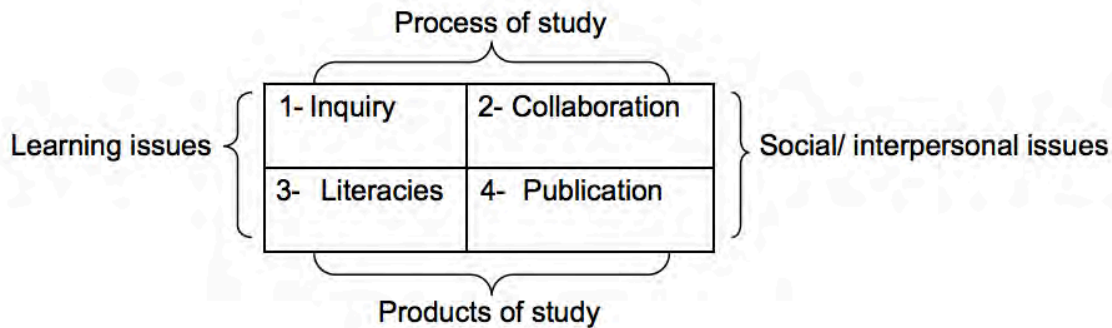 Process of study
1- Inquiry
2- Collaboration
Learning issues
Social/ interpersonal issues
3- Literacies
4- Publication
Products of study